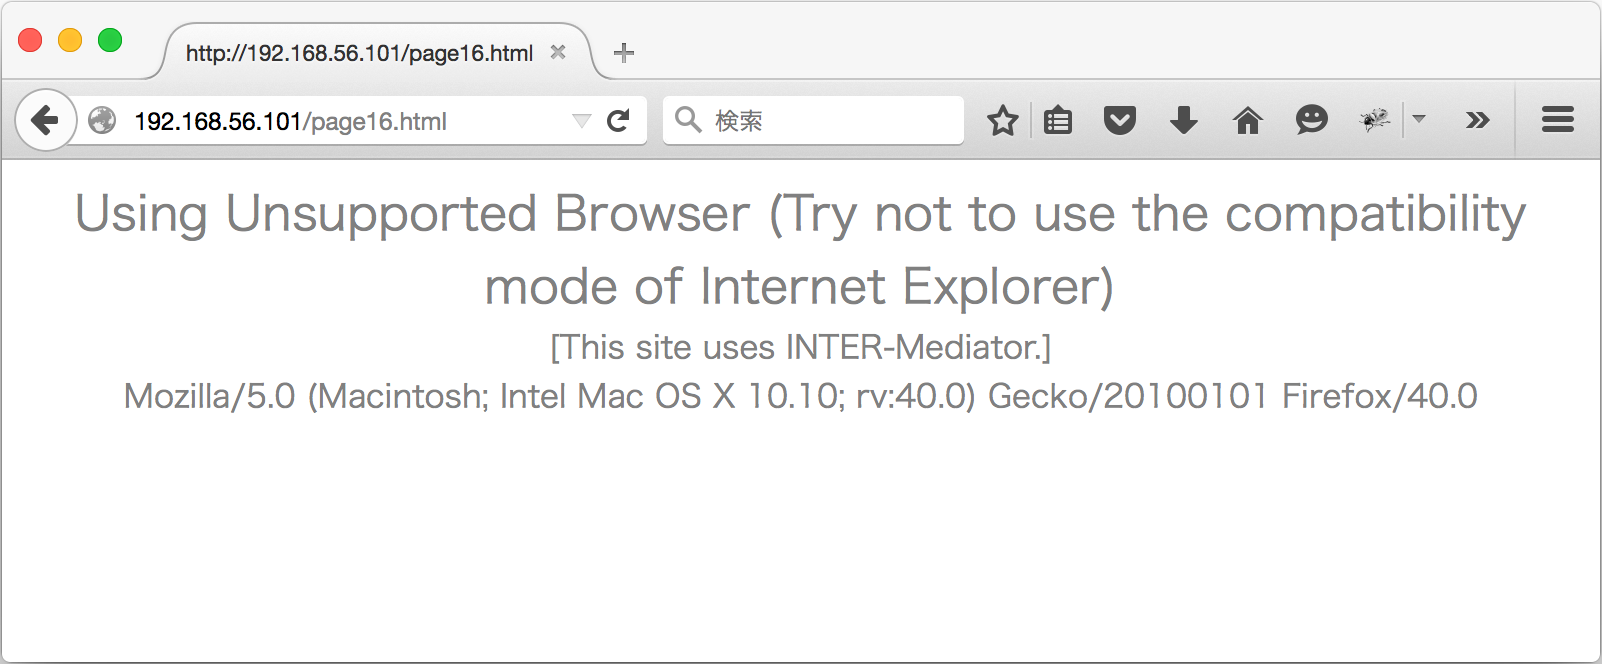 http://192.168.56.101/page16.html
192.168.56.101/page16.html
検索
Using Unsupported Browser (Try not to use the compatibility
mode of Internet Explorer)
[This site uses INTER-Mediator.]
Mozilla/5.0 (Macintosh; Intel Mac OS X 10.10; rv:40.0) Gecko/20100101 Firefox/40.0